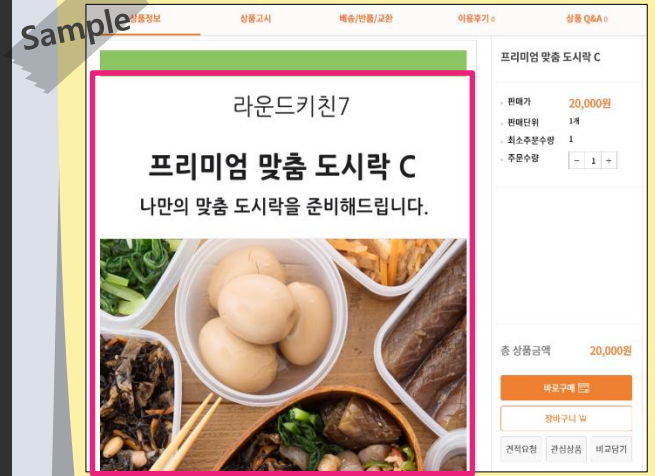 Sample
상품정보
상품고시
배송/반품/교환
이용후기 0
상품 Q&A 0
라운드키친7
프리미엄 맞춤 도시락 C
나만의 맞춤 도시락을 준비해드립니다.
프리미엄 맞춤 도시락 C
판매가 20,000원
판매단위 1개
최소주문수량 1
주문수량 - 1 +
총 상품금액 20,000원
바로구매
장바구니
견적요청 관심상품 비교담기